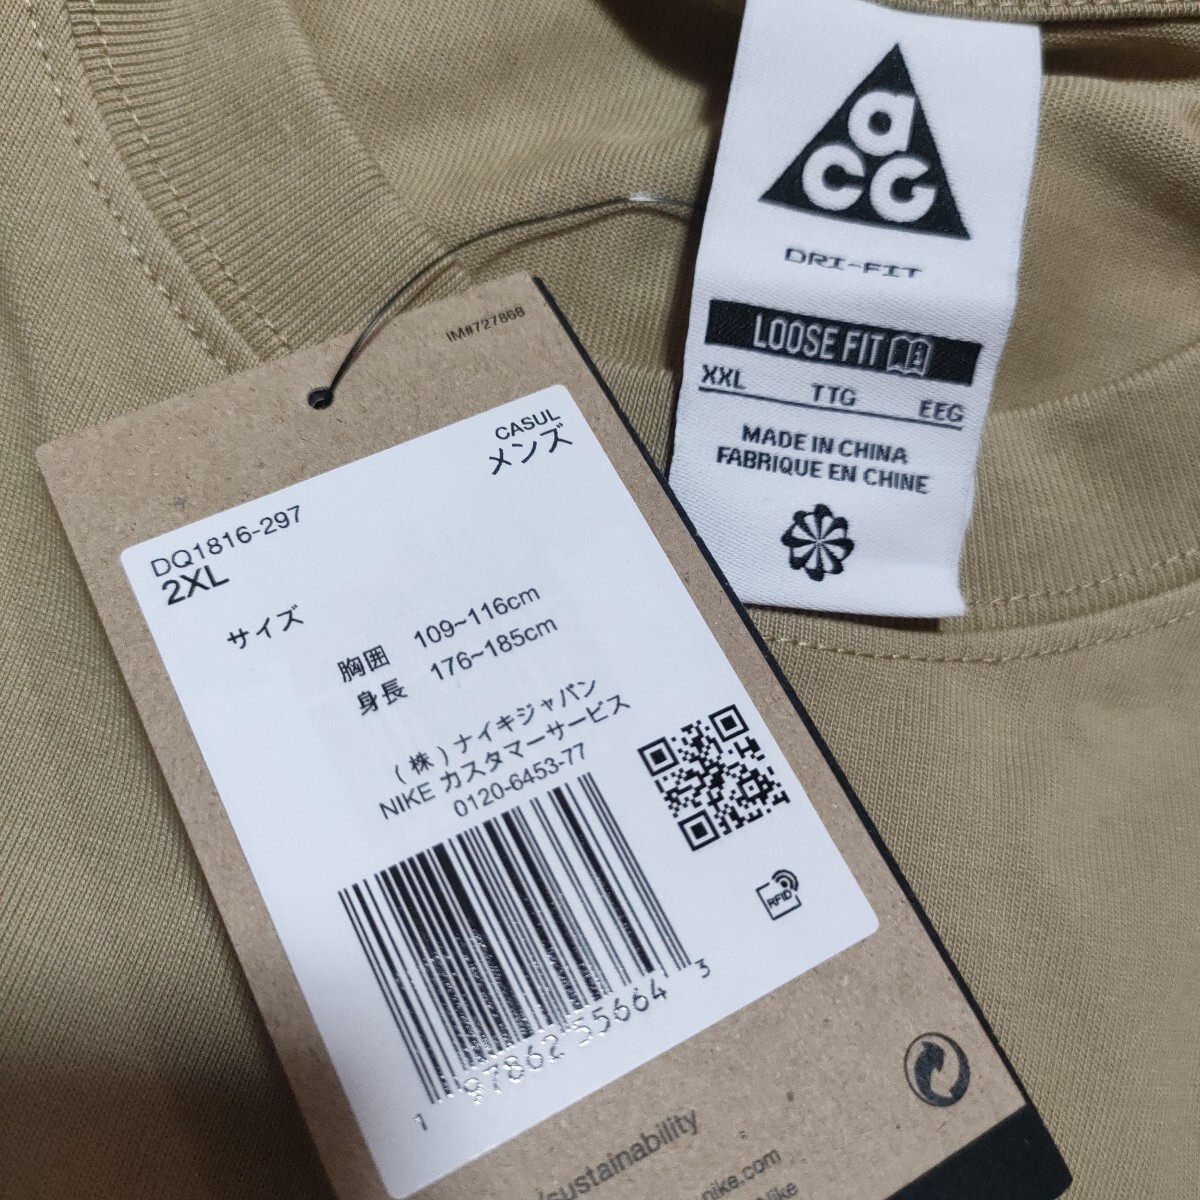 a
CG
DRI-FIT
LOOSE FIT
XXL TTG EEG
MADE IN CHINA
FABRIQUE EN CHINE
IM#727868
CASUL
メンズ
DQ1816-297
2XL
サイズ
胸囲 109~116cm
身長 176~185cm
(株)ナイキジャパン
NIKE カスタマーサービス
0120-6453-77
RFID
1 97862 55664 3
/sustainability
nike.com
/Nike